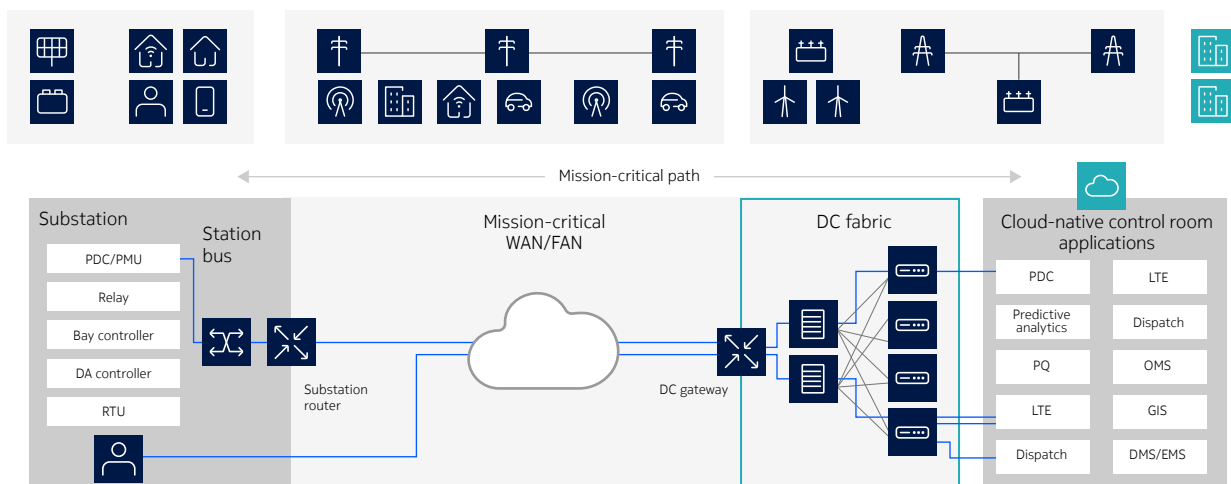 Mission-critical path
Substation
Station
bus
PDC/PMU
Relay
Bay controller
DA controller
RTU
Substation
router
Mission-critical
WAN/FAN
DC gateway
DC fabric
Cloud-native control room
applications
PDC
LTE
Predictive
analytics
Dispatch
PQ
OMS
LTE
GIS
Dispatch
DMS/EMS